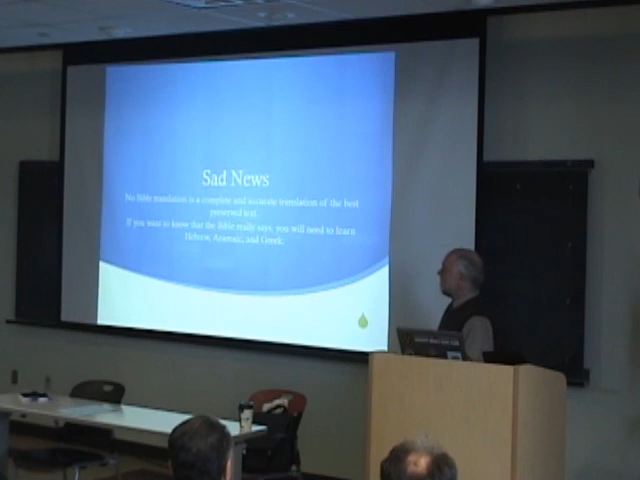 Sad News
No Bible translation is a complete and accurate translation of the best
preserved text.
If you want to know that the Bible really says, you will need to learn
Hebrew, Aramaic, and Greek.